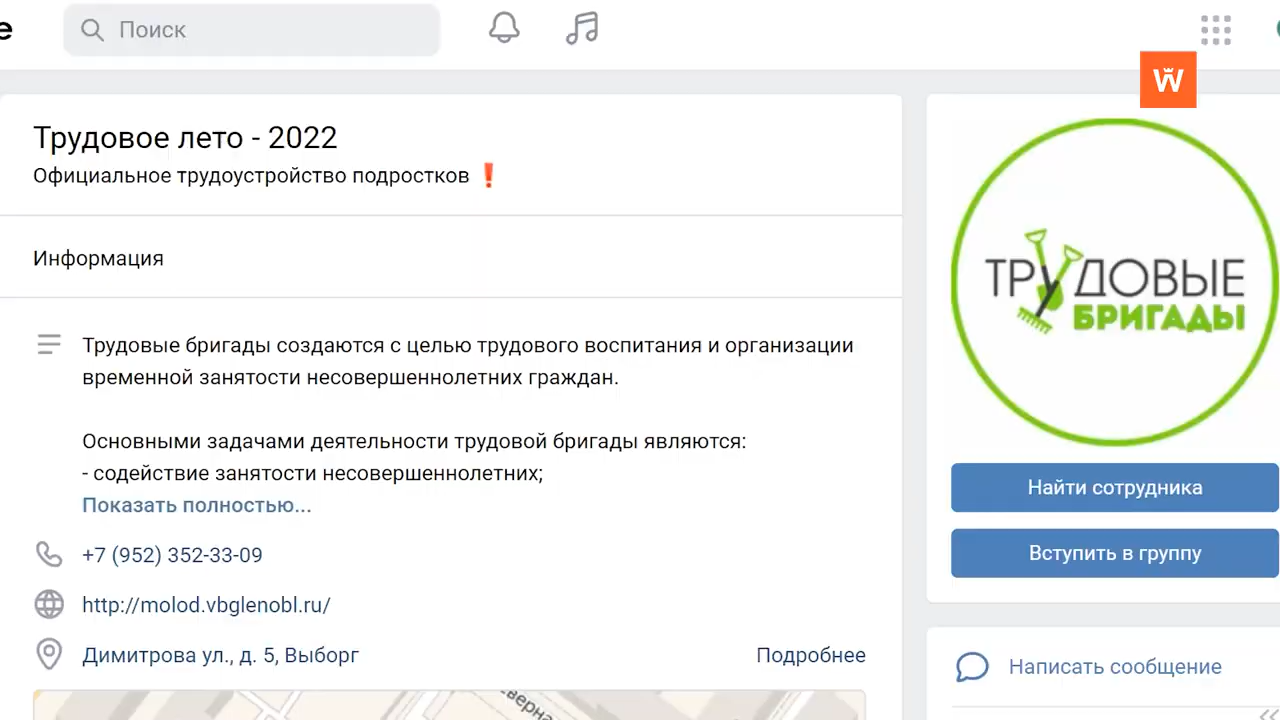 е
Поиск
W
Трудовое лето - 2022
Официальное трудоустройство подростков ❗
Информация
Трудовые бригады создаются с целью трудового воспитания и организации
временной занятости несовершеннолетних граждан.
Основными задачами деятельности трудовой бригады являются:
- содействие занятости несовершеннолетних;
Показать полностью...
+7 (952) 352-33-09
http://molod.vbglenobl.ru/
Димитрова ул., д. 5, Выборг
Подробнее
ТРУДОВЫЕ
БРИГАДЫ
Найти сотрудника
Вступить в группу
Написать сообщение